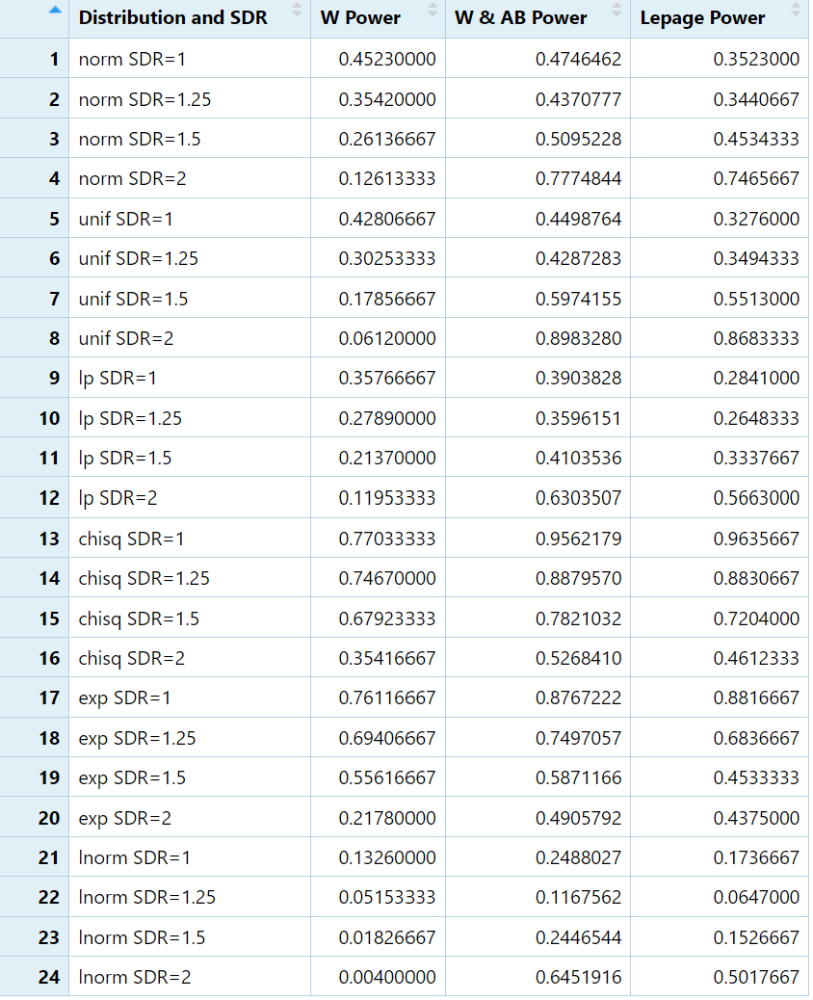 Distribution and SDR W Power W & AB Power Lepage Power
1 norm SDR=1 0.45230000 0.4746462 0.3523000
2 norm SDR=1.25 0.35420000 0.4370777 0.3440667
3 norm SDR=1.5 0.26136667 0.5095228 0.4534333
4 norm SDR=2 0.12613333 0.7774844 0.7465667
5 unif SDR=1 0.42806667 0.4498764 0.3276000
6 unif SDR=1.25 0.30253333 0.4287283 0.3494333
7 unif SDR=1.5 0.17856667 0.5974155 0.5513000
8 unif SDR=2 0.06120000 0.8983280 0.8683333
9 lp SDR=1 0.35766667 0.3903828 0.2841000
10 lp SDR=1.25 0.27890000 0.3596151 0.2648333
11 lp SDR=1.5 0.21370000 0.4103536 0.3337667
12 lp SDR=2 0.11953333 0.6303507 0.5663000
13 chisq SDR=1 0.77033333 0.9562179 0.9635667
14 chisq SDR=1.25 0.74670000 0.8879570 0.8830667
15 chisq SDR=1.5 0.67923333 0.7821032 0.7204000
16 chisq SDR=2 0.35416667 0.5268410 0.4612333
17 exp SDR=1 0.76116667 0.8767222 0.8816667
18 exp SDR=1.25 0.69406667 0.7497057 0.6836667
19 exp SDR=1.5 0.55616667 0.5871166 0.4533333
20 exp SDR=2 0.21780000 0.4905792 0.4375000
21 lnorm SDR=1 0.13260000 0.2488027 0.1736667
22 lnorm SDR=1.25 0.05153333 0.1167562 0.0647000
23 lnorm SDR=1.5 0.01826667 0.2446544 0.1526667
24 lnorm SDR=2 0.00400000 0.6451916 0.5017667